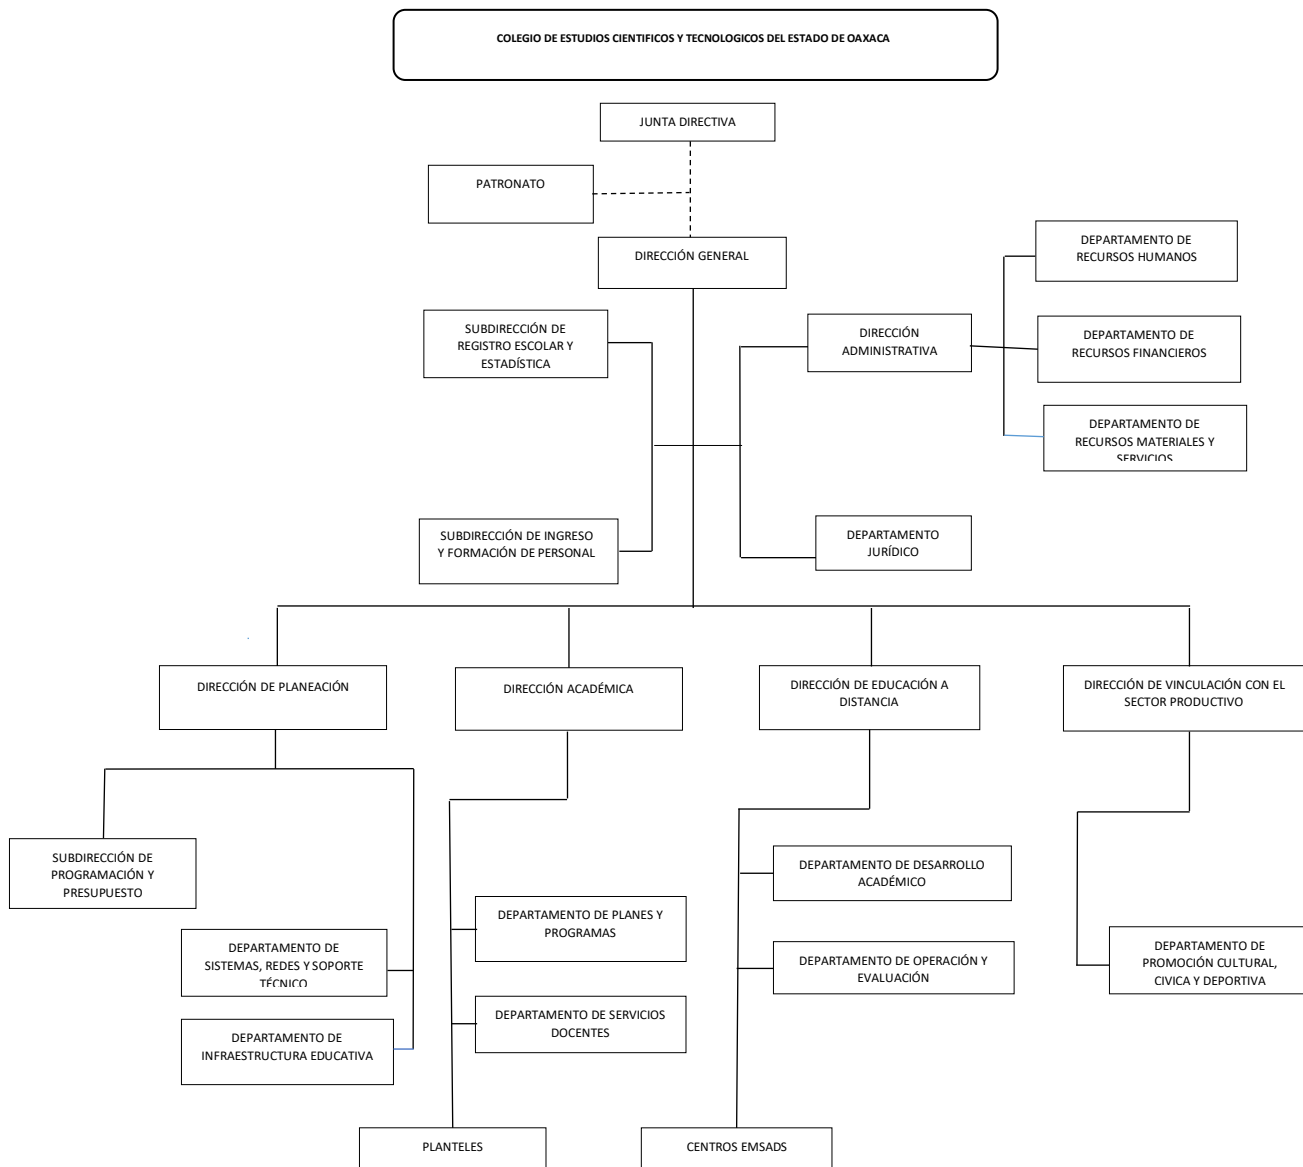 COLEGIO DE ESTUDIOS CIENTIFICOS Y TECNOLOGICOS DEL ESTADO DE OAXACA
JUNTA DIRECTIVA
PATRONATO
DIRECCIÓN GENERAL
DEPARTAMENTO DE
RECURSOS HUMANOS
SUBDIRECCIÓN DE
REGISTRO ESCOLAR Y
ESTADÍSTICA
DIRECCIÓN
ADMINISTRATIVA
DEPARTAMENTO DE
RECURSOS FINANCIEROS
DEPARTAMENTO DE
RECURSOS MATERIALES Y
SERVICIOS
SUBDIRECCIÓN DE INGRESO
Y FORMACIÓN DE PERSONAL
DEPARTAMENTO
JURÍDICO
DIRECCIÓN DE PLANEACIÓN
DIRECCIÓN ACADÉMICA
DIRECCIÓN DE EDUCACIÓN A
DISTANCIA
DIRECCIÓN DE VINCULACIÓN CON EL
SECTOR PRODUCTIVO
SUBDIRECCIÓN DE
PROGRAMACIÓN Y
PRESUPUESTO
DEPARTAMENTO DE
SISTEMAS, REDES Y SOPORTE
TÉCNICO
DEPARTAMENTO DE
INFRAESTRUCTURA EDUCATIVA
DEPARTAMENTO DE PLANES Y
PROGRAMAS
DEPARTAMENTO DE SERVICIOS
DOCENTES
PLANTELES
DEPARTAMENTO DE DESARROLLO
ACADÉMICO
DEPARTAMENTO DE OPERACIÓN Y
EVALUACIÓN
CENTROS EMSADS
DEPARTAMENTO DE
PROMOCIÓN CULTURAL,
CIVICA Y DEPORTIVA